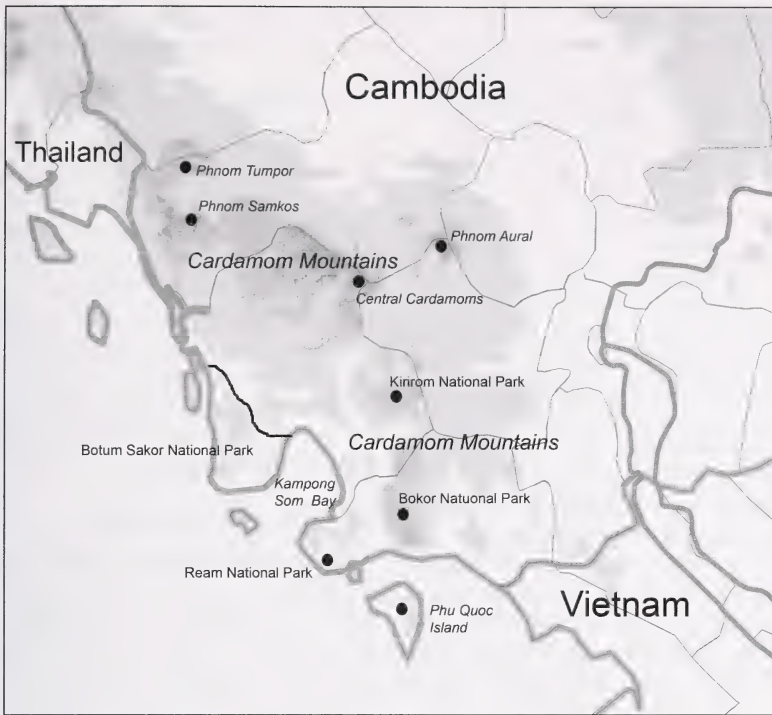 Cambodia
Thailand
Phnom Tumpor
Phnom Samkos
Phnom Aural
Cardamom Mountains
Central Cardamoms
Kirirom National Park
Botum Sakor National Park
Cardamom Mountains
Kampong
Som Bay
Bokor Natuonal Park
Ream National Park
Vietnam
Phu Quoc
Island